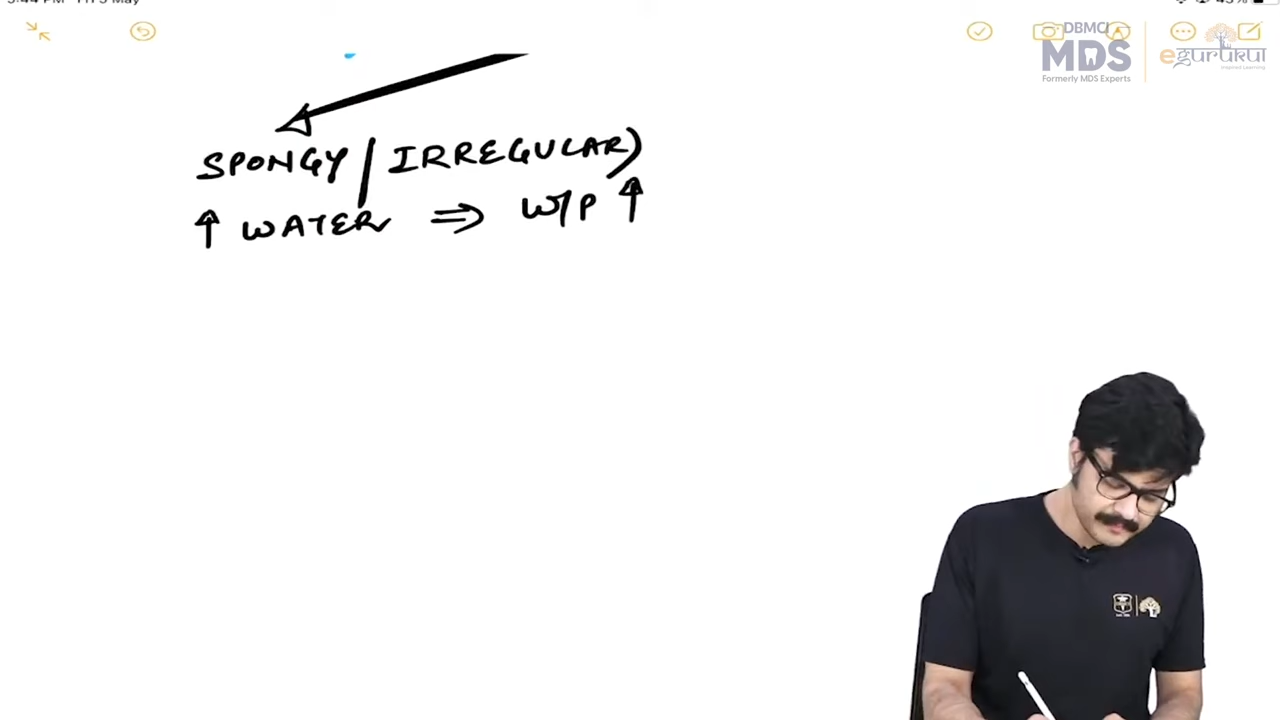 DBMCI
MDS
Formerly MDS Experts
egurukul
SPONGY / IRREGULAR)
↑ WATER ⇒ W/P ↑